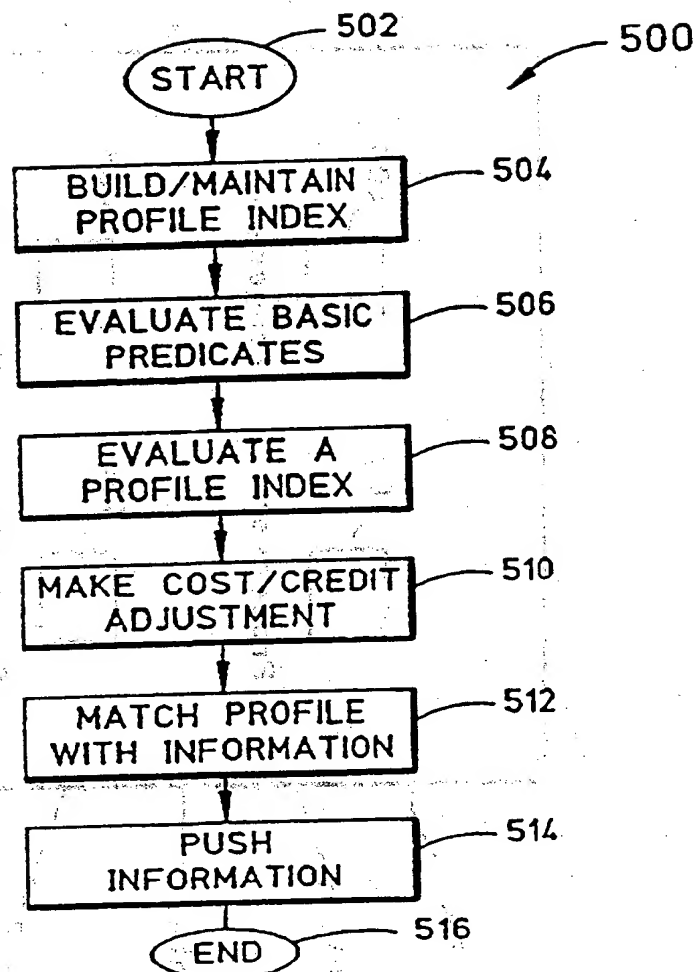 502
500
START
504
BUILD/MAINTAIN
PROFILE INDEX
506
EVALUATE BASIC
PREDICATES
508
EVALUATE A
PROFILE INDEX
510
MAKE COST/CREDIT
ADJUSTMENT
512
MATCH PROFILE
WITH INFORMATION
514
PUSH
INFORMATION
516
END